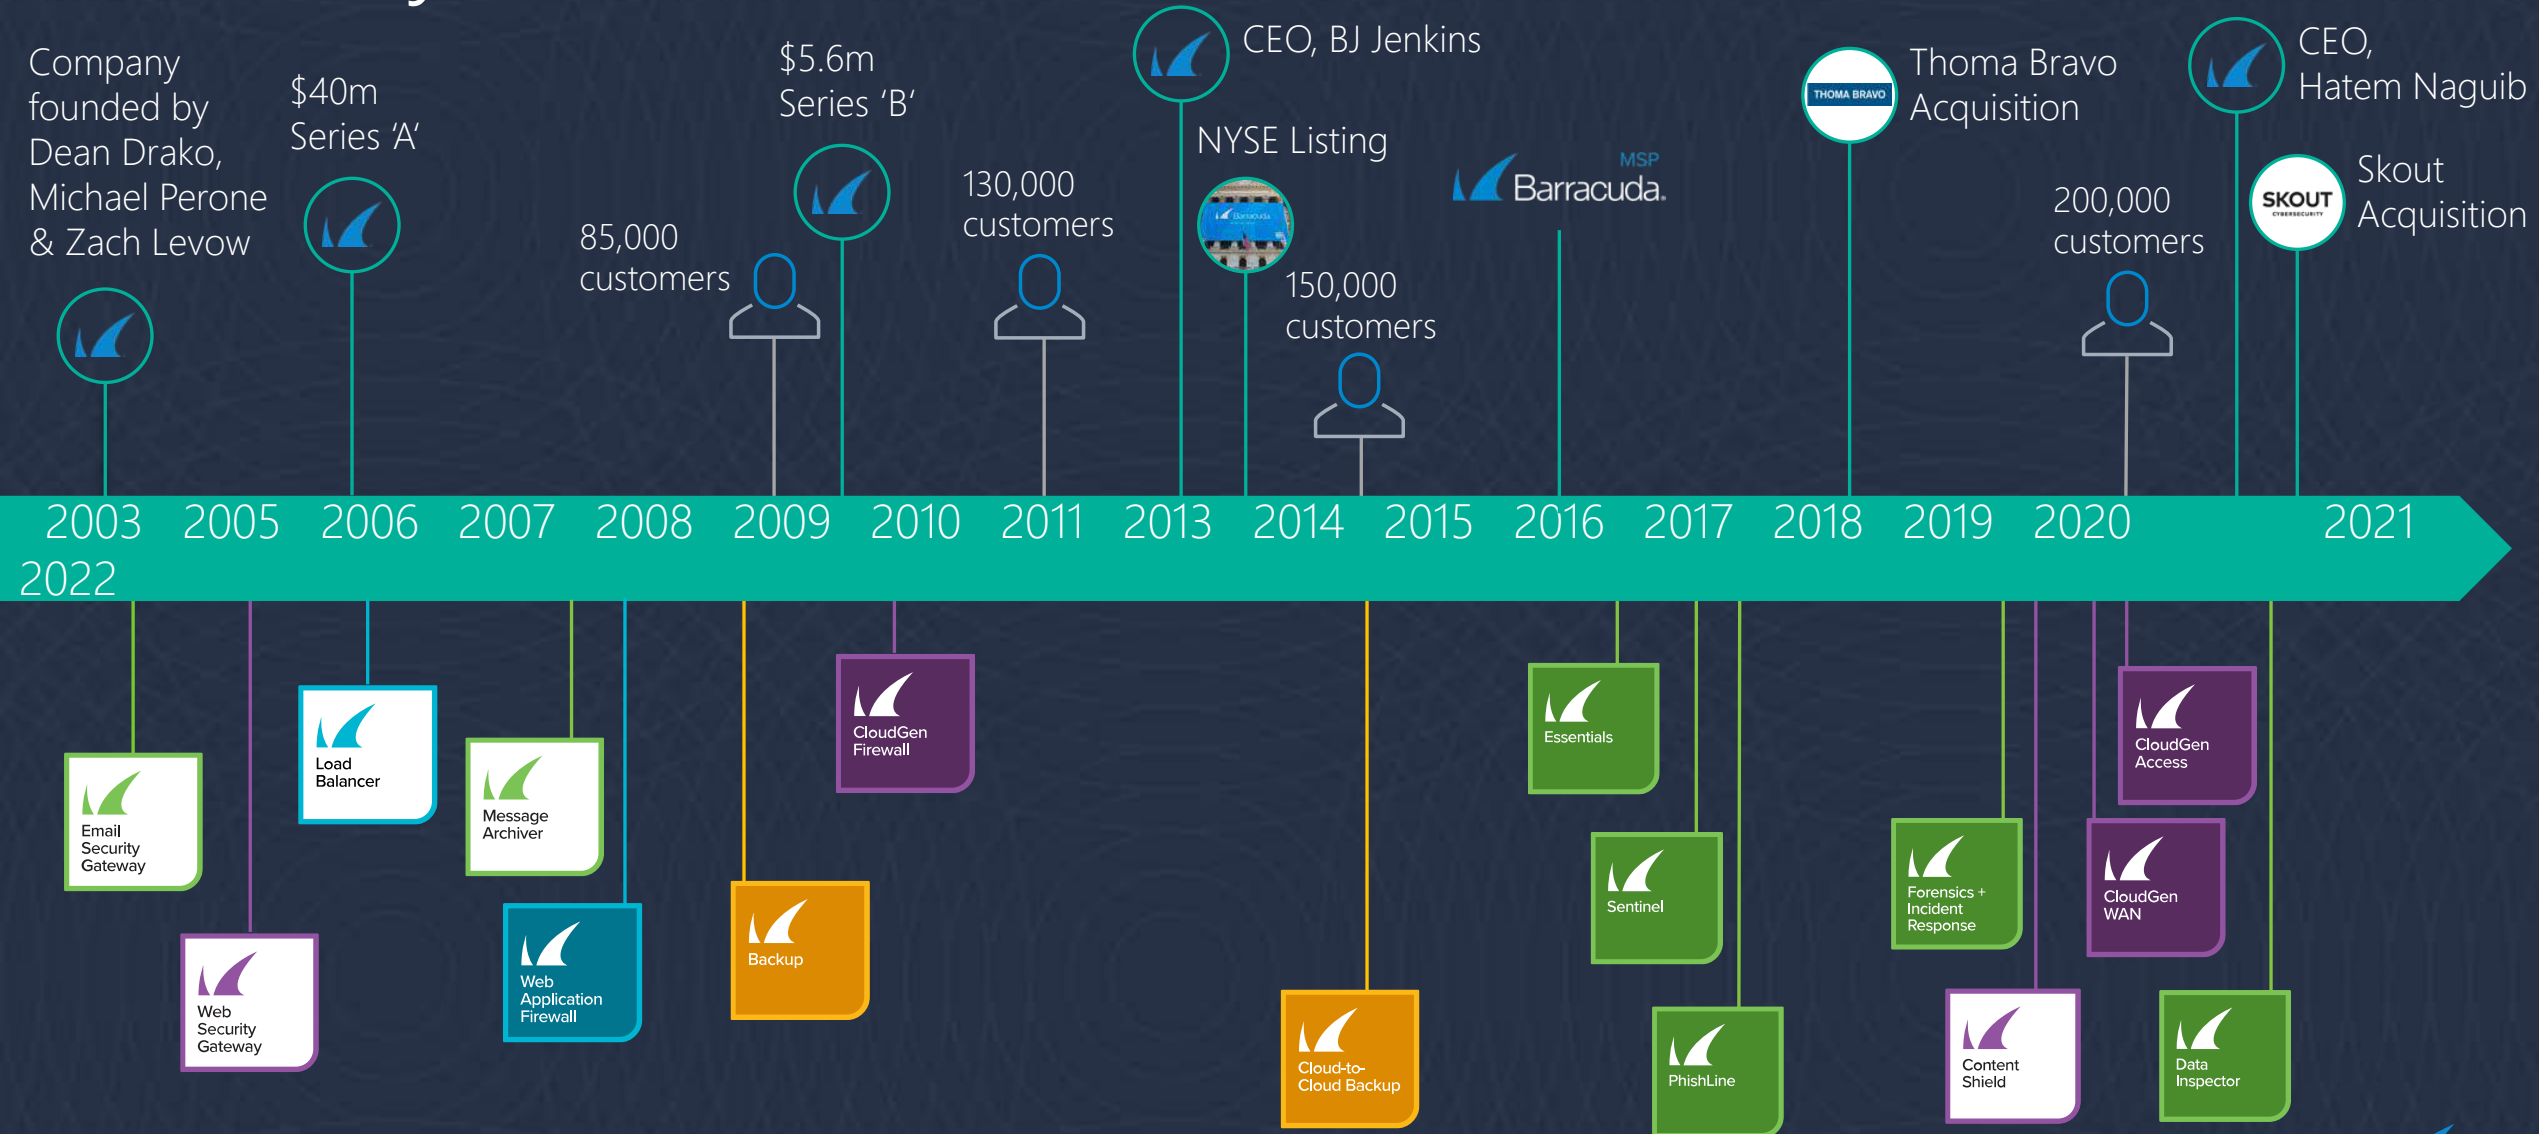 Company
founded by
Dean Drako,
Michael Perone
& Zach Levow
$40m
Series ‘A‘
85,000
customers
$5.6m
Series ‘B‘
130,000
customers
CEO, BJ Jenkins
NYSE Listing
Barracuda
150,000
customers
MSP
Barracuda.
THOMA BRAVO
Thoma Bravo
Acquisition
200,000
customers
CEO,
Hatem Naguib
SKOUT
CYBERSECURITY
Skout
Acquisition
2003 2005 2006 2007 2008 2009 2010 2011 2013 2014 2015 2016 2017 2018 2019 2020 2021
2022
Email
Security
Gateway
Web
Security
Gateway
Load
Balancer
Message
Archiver
Web
Application
Firewall
Backup
CloudGen
Firewall
Cloud-to-
Cloud Backup
Essentials
Sentinel
PhishLine
Forensics +
Incident
Response
Content
Shield
CloudGen
Access
CloudGen
WAN
Data
Inspector